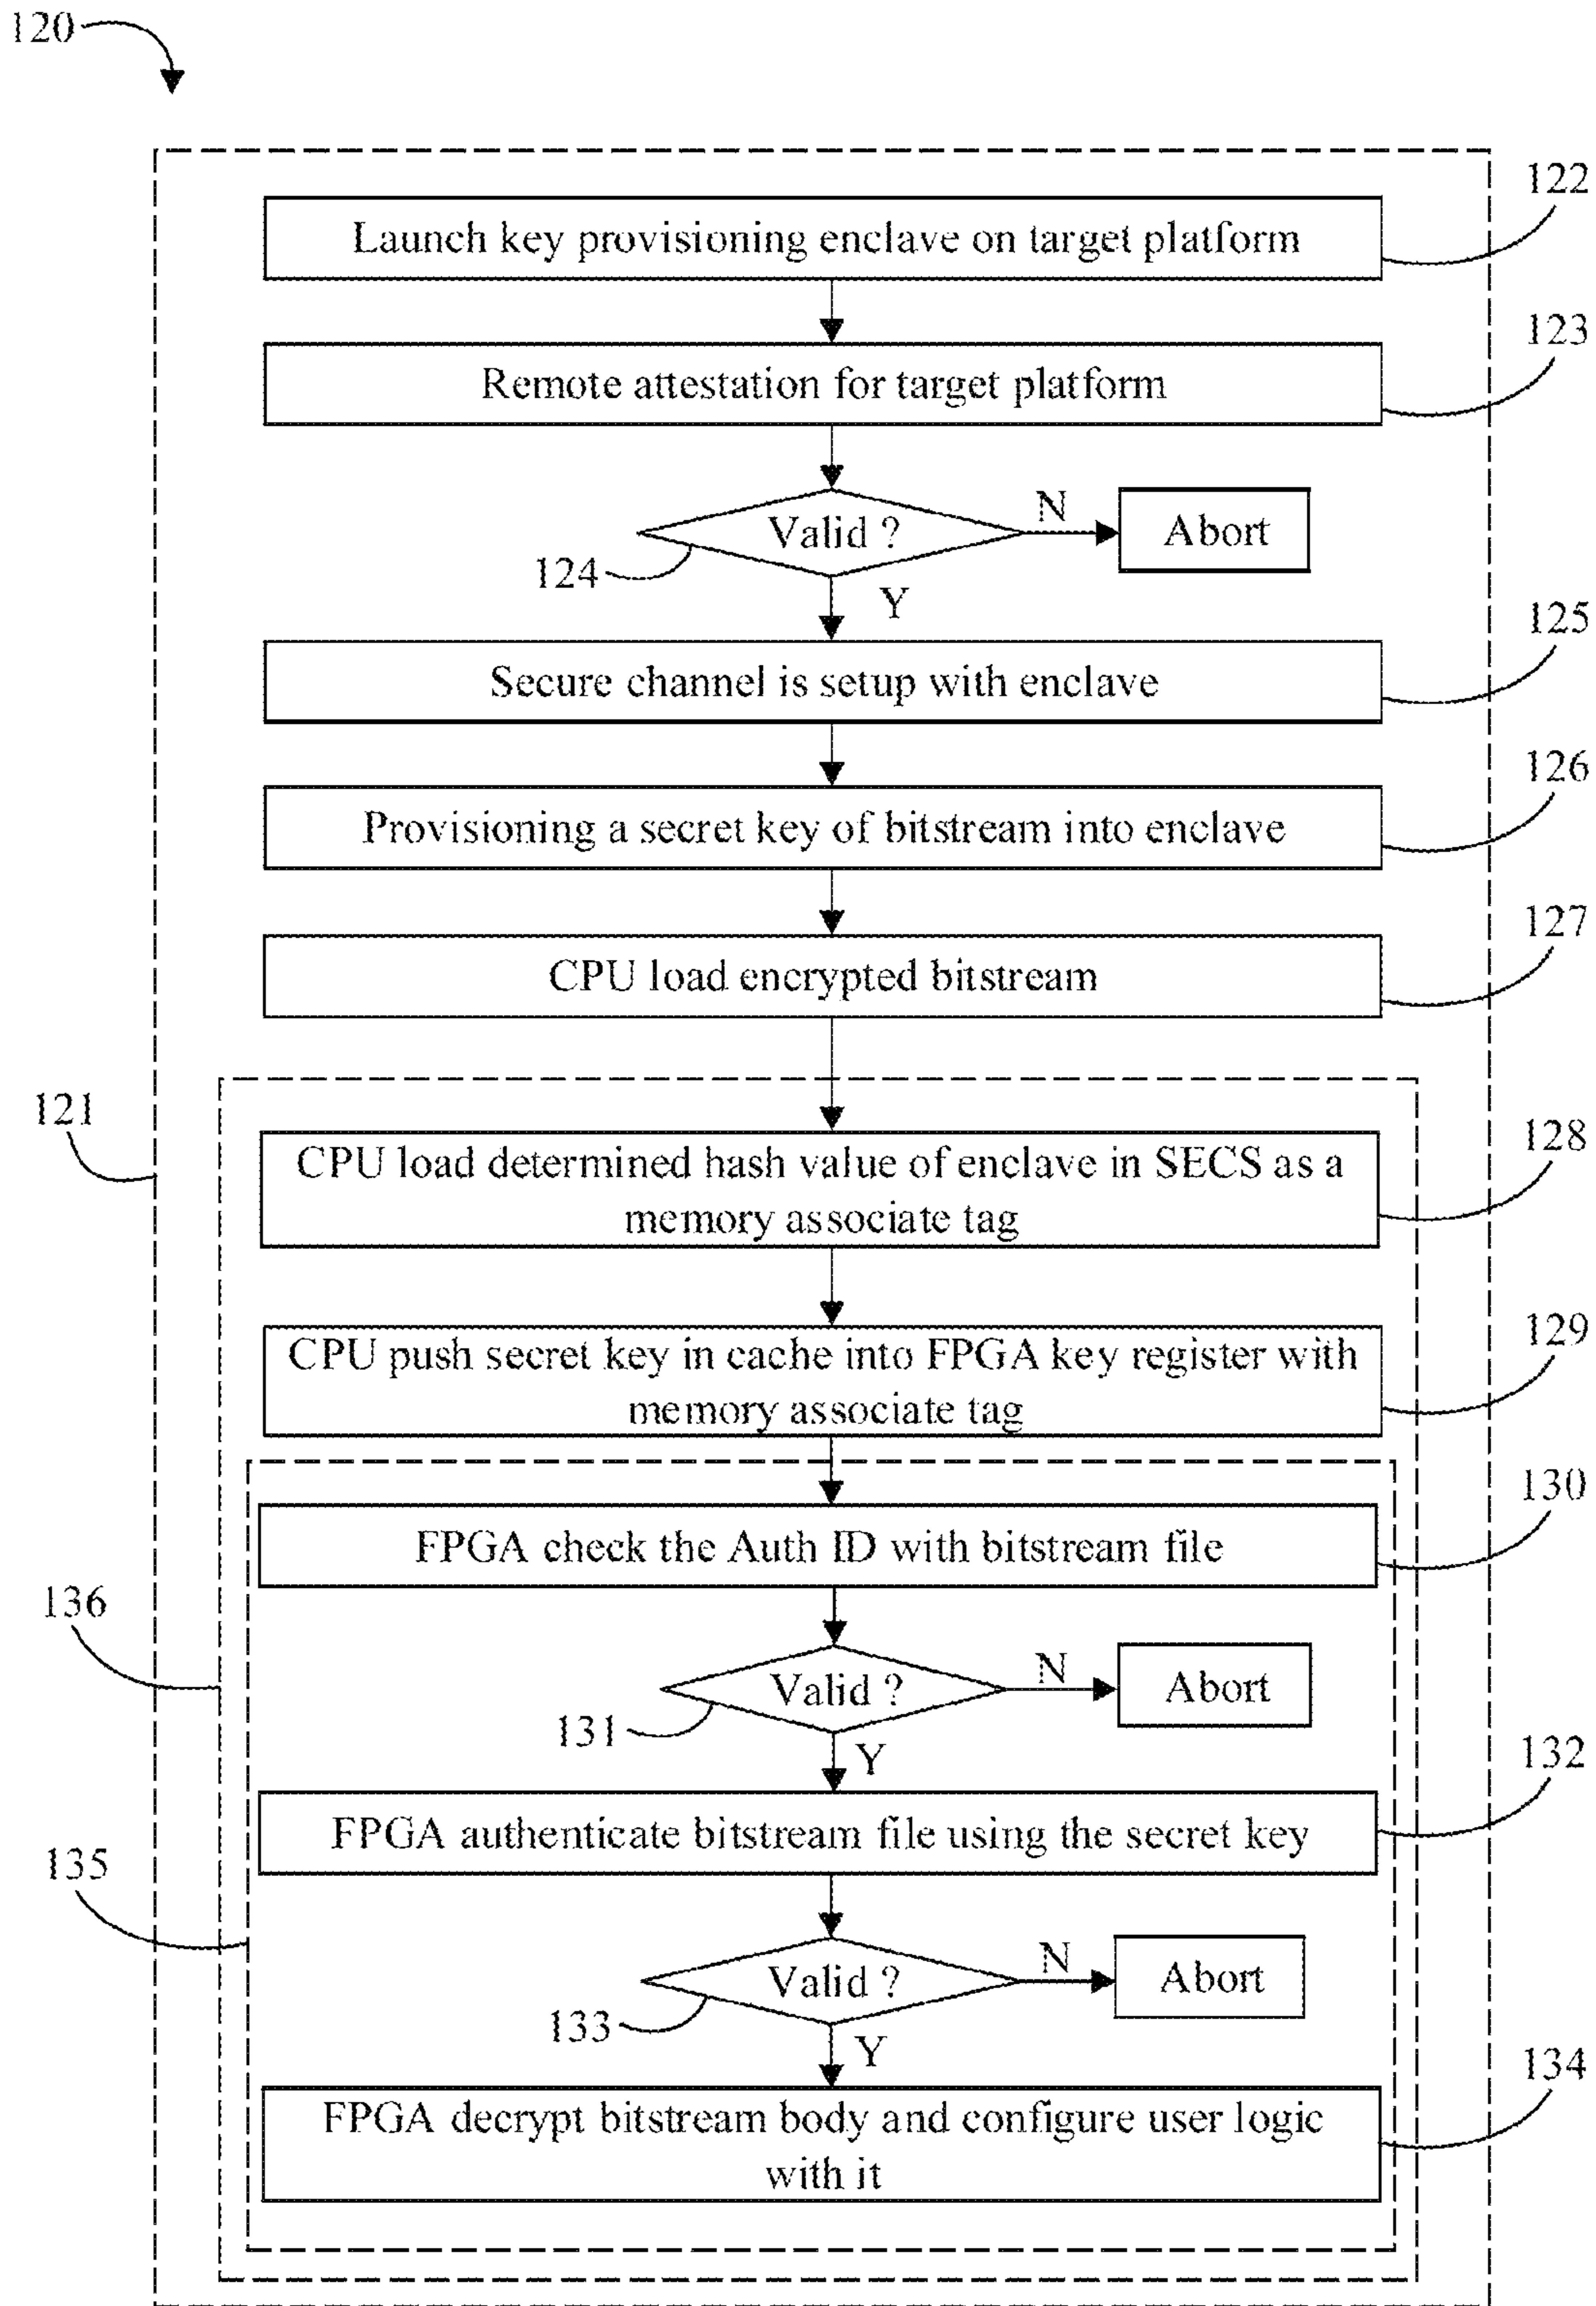 120
122
Launch key provisioning enclave on target platform
123
Remote attestation for target platform
Valid ?
N
Abort
124
Y
125
Secure channel is setup with enclave
126
Provisioning a secret key of bitstream into enclave
127
CPU load encrypted bitstream
121
128
CPU load determined hash value of enclave in SECS as a
memory associate tag
129
CPU push secret key in cache into FPGA key register with
memory associate tag
130
FPGA check the Auth ID with bitstream file
136
Valid ?
N
Abort
131
Y
132
FPGA authenticate bitstream file using the secret key
135
Valid ?
N
Abort
133
Y
134
FPGA decrypt bitstream body and configure user logic
with it